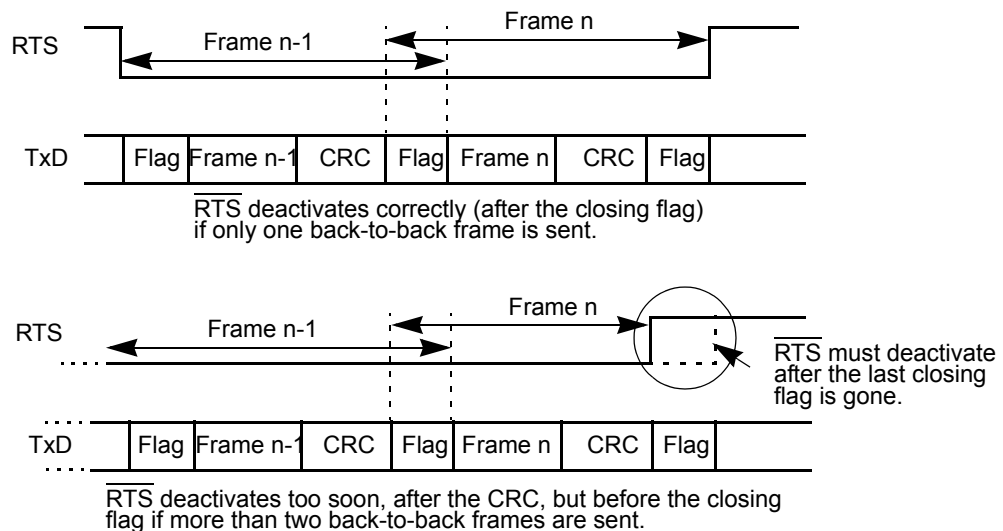 Frame n
RTS
Frame n-1
TxD
Flag Frame n-1 CRC Flag Frame n CRC Flag
RTS deactivates correctly (after the closing flag)
if only one back-to-back frame is sent.
Frame n
RTS
Frame n-1
RTS must deactivate
after the last closing
flag is gone.
TxD
Flag Frame n-1 CRC Flag Frame n CRC Flag
RTS deactivates too soon, after the CRC, but before the closing
flag if more than two back-to-back frames are sent.